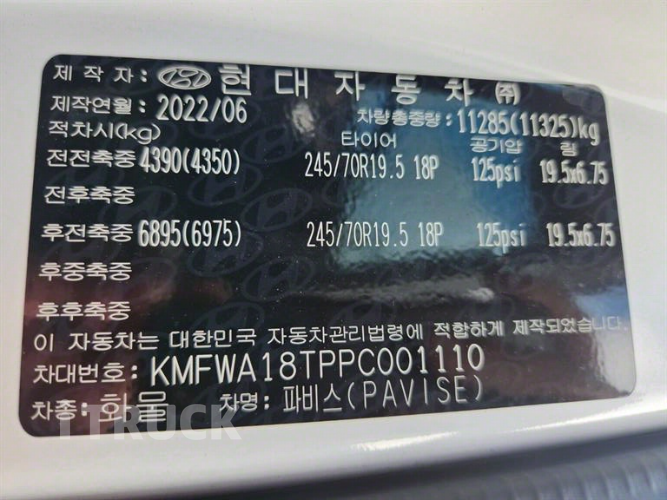 제 작 자 : HYUNDAI 현 대 자 동 차 ㈜
제작연월 : 2022/06 차량총중량 : 11285(11325)kg
적차시(kg) 타이어 공기압 림
전전축중 4390(4350) 245/70R19.5 18P 125psi 19.5x6.75
전후축중
후전축중 6895(6975) 245/70R19.5 18P 125psi 19.5x6.75
후중축중
후후축중
이 자동차는 대한민국 자동차관리법령에 적합하게 제작되었습니다.
차대번호: KMFWA18TPPC001110
차종: 화물 차명: 파비스(PAVISE)
1TRUCK